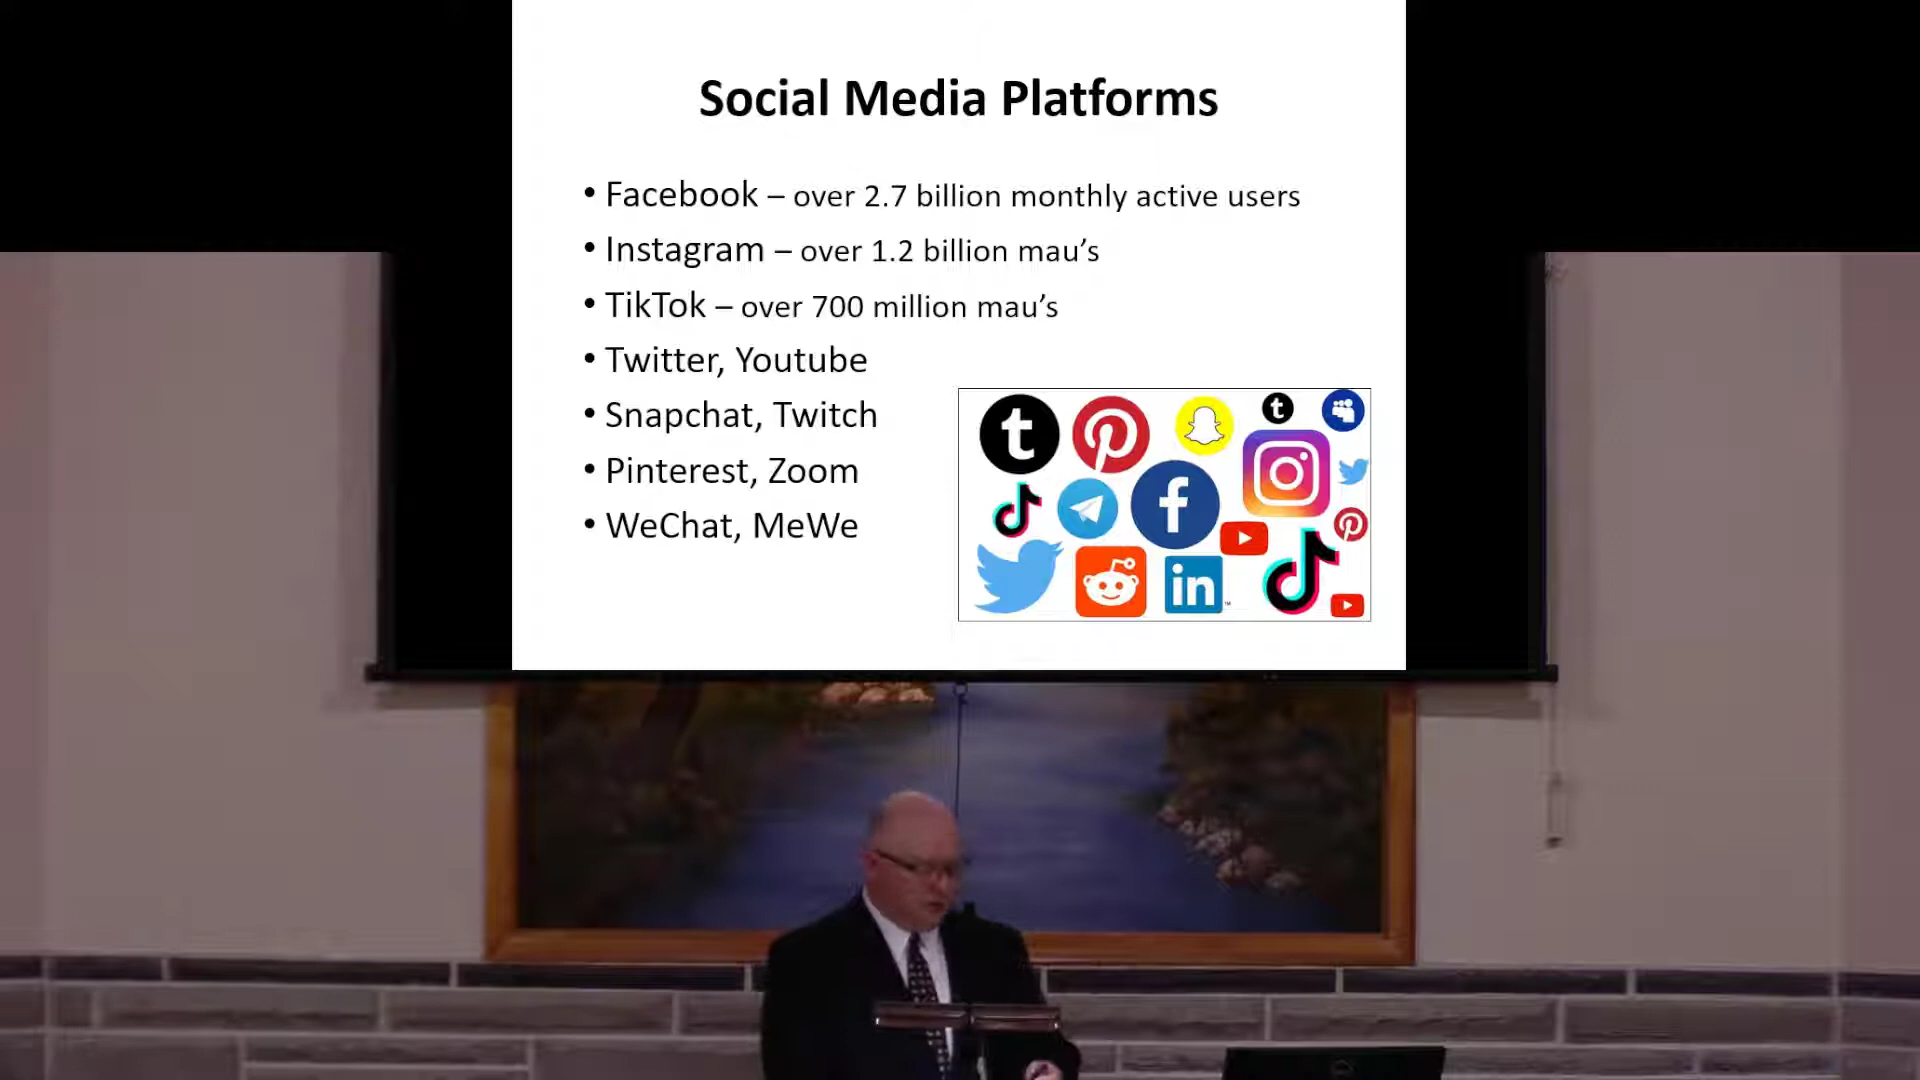 Social Media Platforms
• Facebook – over 2.7 billion monthly active users
• Instagram – over 1.2 billion mau’s
• TikTok – over 700 million mau’s
• Twitter, Youtube
• Snapchat, Twitch
• Pinterest, Zoom
• WeChat, MeWe
t
t
f
in